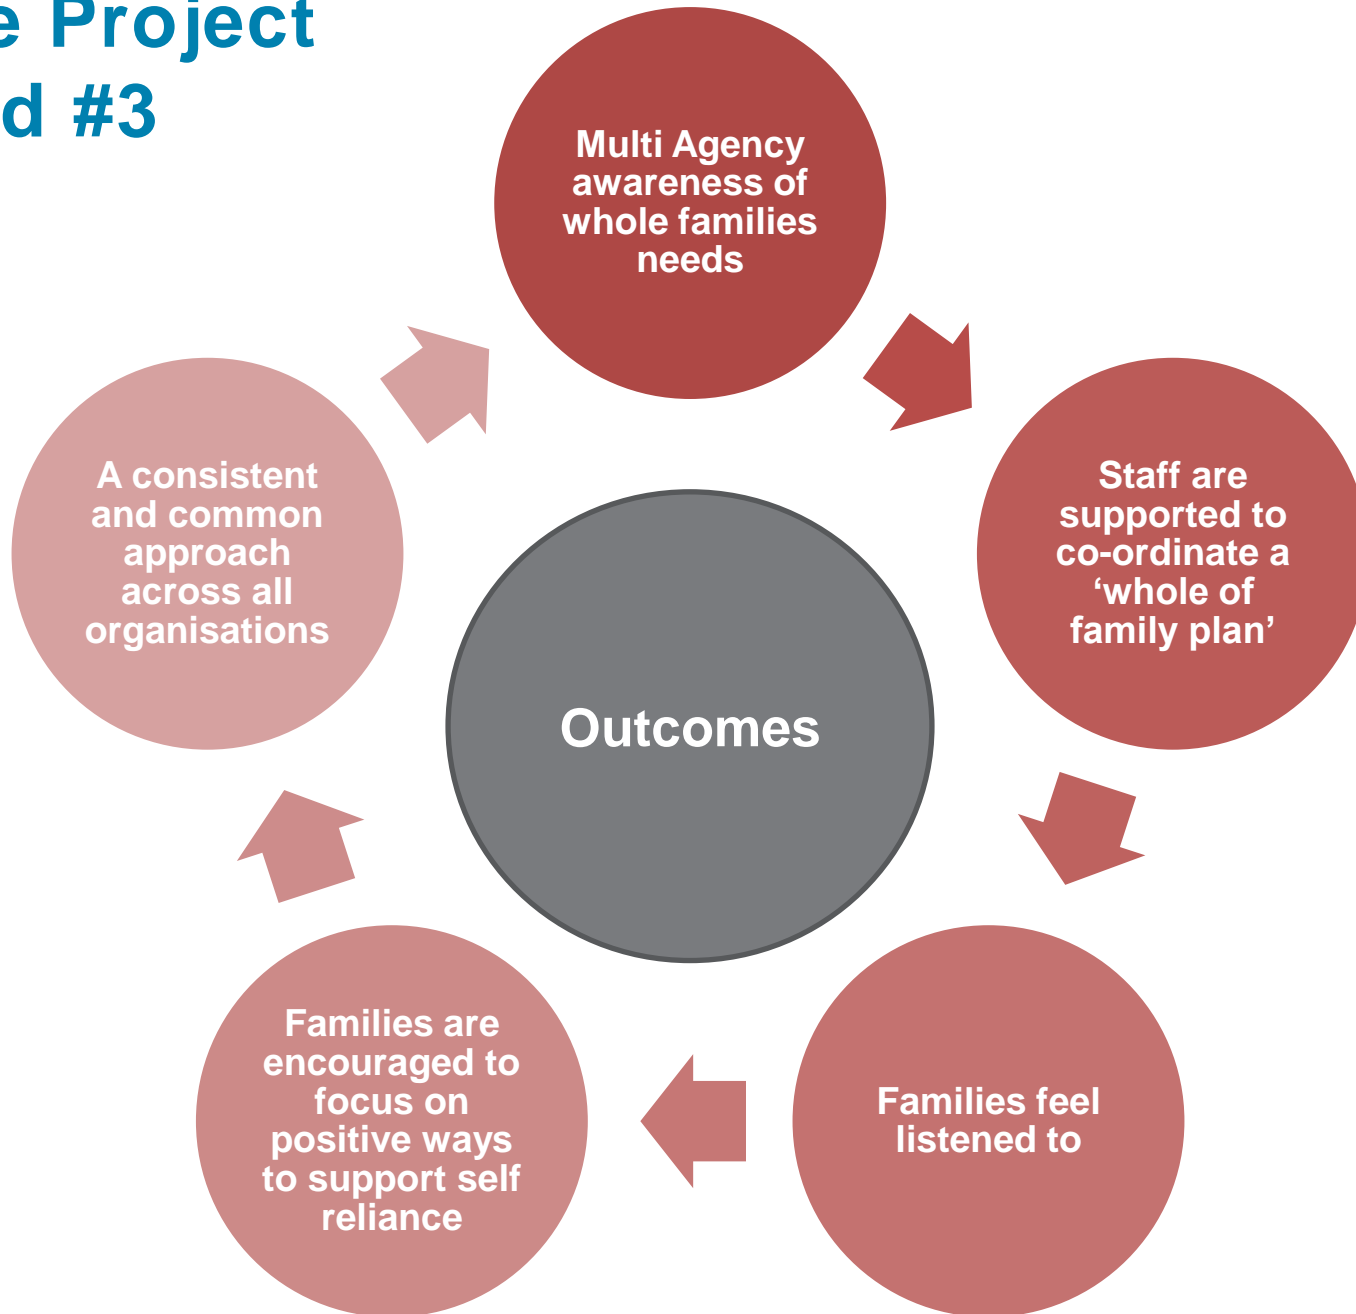 e Project
d #3
Multi Agency
awareness of
whole families
needs
Staff are
supported to
co-ordinate a
‘whole of
family plan’
Families feel
listened to
Families are
encouraged to
focus on
positive ways
to support self
reliance
A consistent
and common
approach
across all
organisations
Outcomes